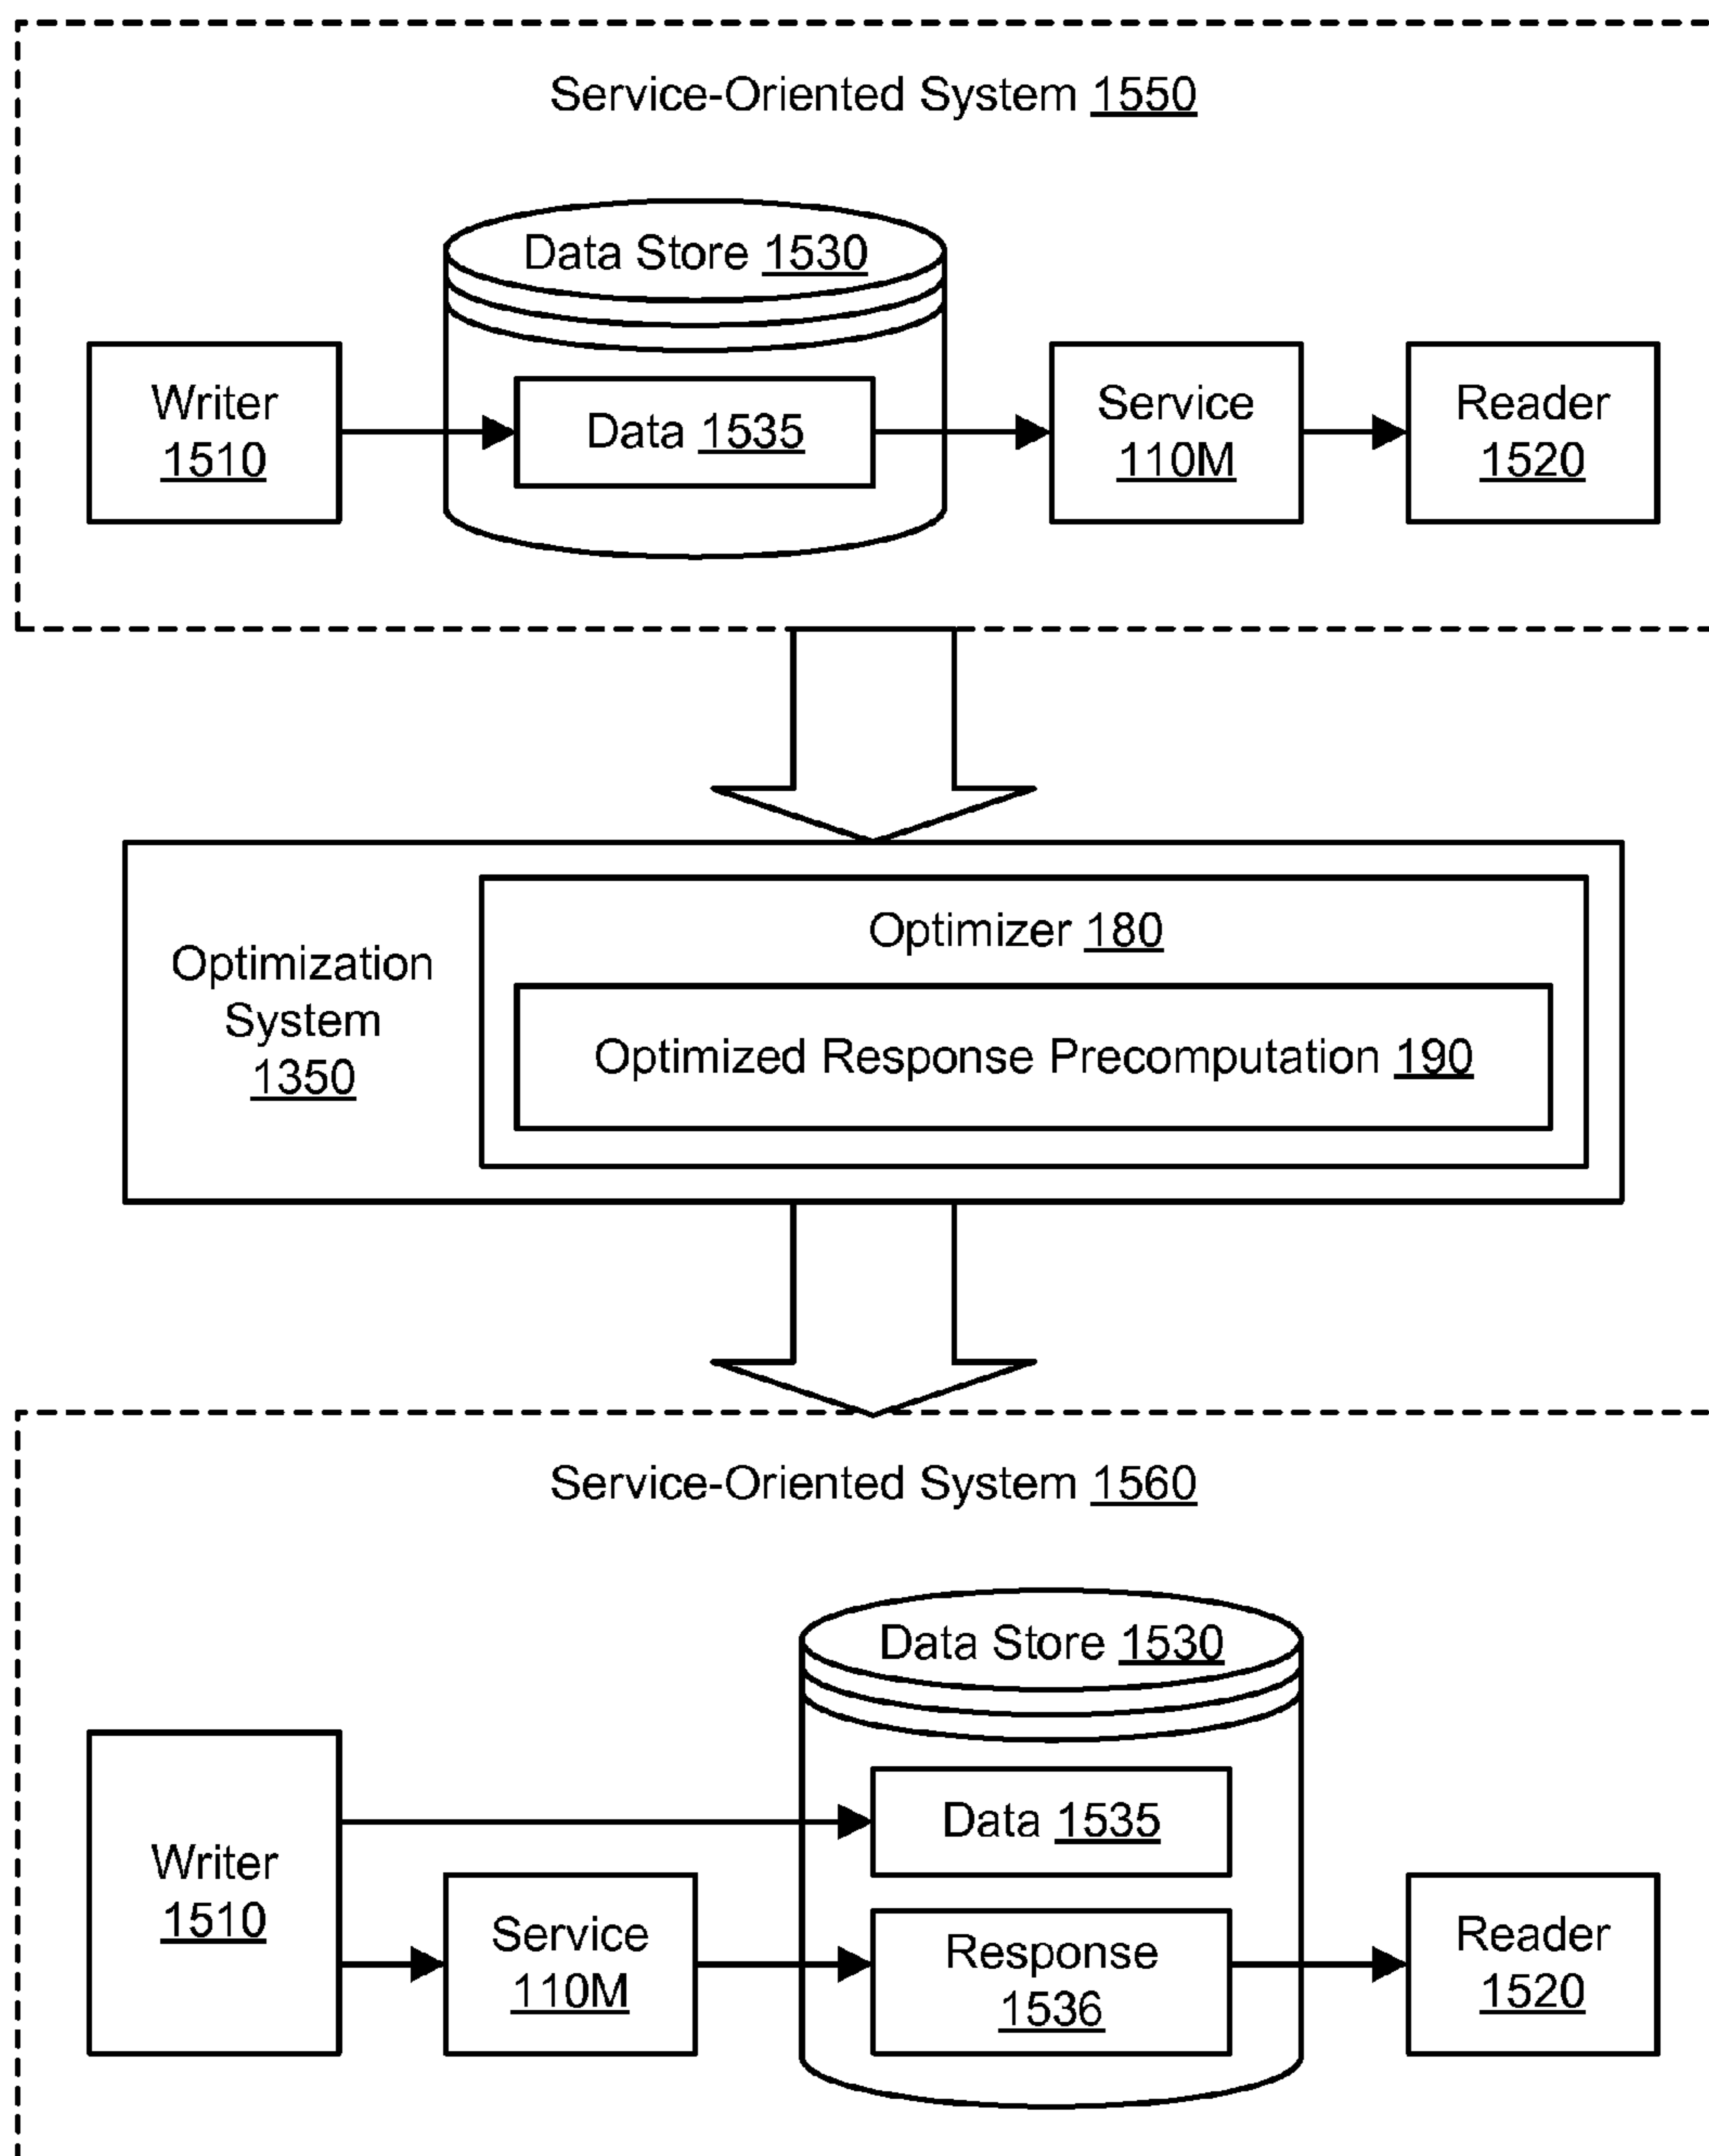 Service-Oriented System 1550
Data Store 1530
Writer
1510
Data 1535
Service
110M
Reader
1520
Optimizer 180
Optimization
System
1350
Optimized Response Precomputation 190
Service-Oriented System 1560
Data Store 1530
Data 1535
Writer
1510
Service
110M
Response
1536
Reader
1520